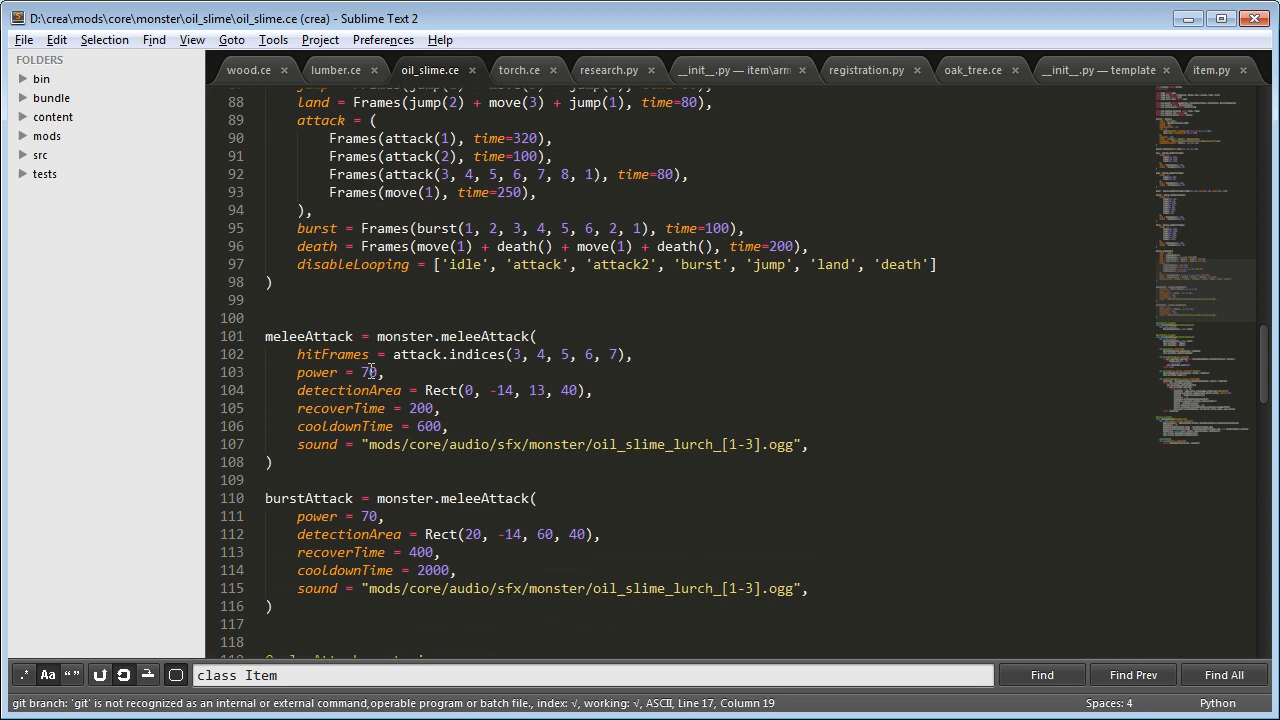 D:\crea\mods\core\monster\oil_slime\oil_slime.ce (crea) - Sublime Text 2
File Edit Selection Find View Goto Tools Project Preferences Help
FOLDERS
bin
bundle
content
mods
src
tests
wood.ce lumber.ce oil_slime.ce torch.ce research.py __init__.py — item\arm registration.py oak_tree.ce __init__.py — template item.py
88 land = Frames(jump(2) + move(3) + jump(1), time=80),
89 attack = (
90 Frames(attack(1), time=320),
91 Frames(attack(2), time=100),
92 Frames(attack(3, 4, 5, 6, 7, 8, 1), time=80),
93 Frames(move(1), time=250),
94 ),
95 burst = Frames(burst(1, 2, 3, 4, 5, 6, 2, 1), time=100),
96 death = Frames(move(1) + death() + move(1) + death(), time=200),
97 disableLooping = ['idle', 'attack', 'attack2', 'burst', 'jump', 'land', 'death']
98 )
99
100
101 meleeAttack = monster.meleeAttack(
102 hitFrames = attack.indices(3, 4, 5, 6, 7),
103 power = 70,
104 detectionArea = Rect(0, -14, 13, 40),
105 recoverTime = 200,
106 cooldownTime = 600,
107 sound = "mods/core/audio/sfx/monster/oil_slime_lurch_[1-3].ogg",
108 )
109
110 burstAttack = monster.meleeAttack(
111 power = 70,
112 detectionArea = Rect(20, -14, 60, 40),
113 recoverTime = 400,
114 cooldownTime = 2000,
115 sound = "mods/core/audio/sfx/monster/oil_slime_lurch_[1-3].ogg",
116 )
117
118
.* Aa “ ” class Item Find Find Prev Find All
git branch: 'git' is not recognized as an internal or external command,operable program or batch file., index: √, working: √, ASCII, Line 17, Column 19 Spaces: 4 Python